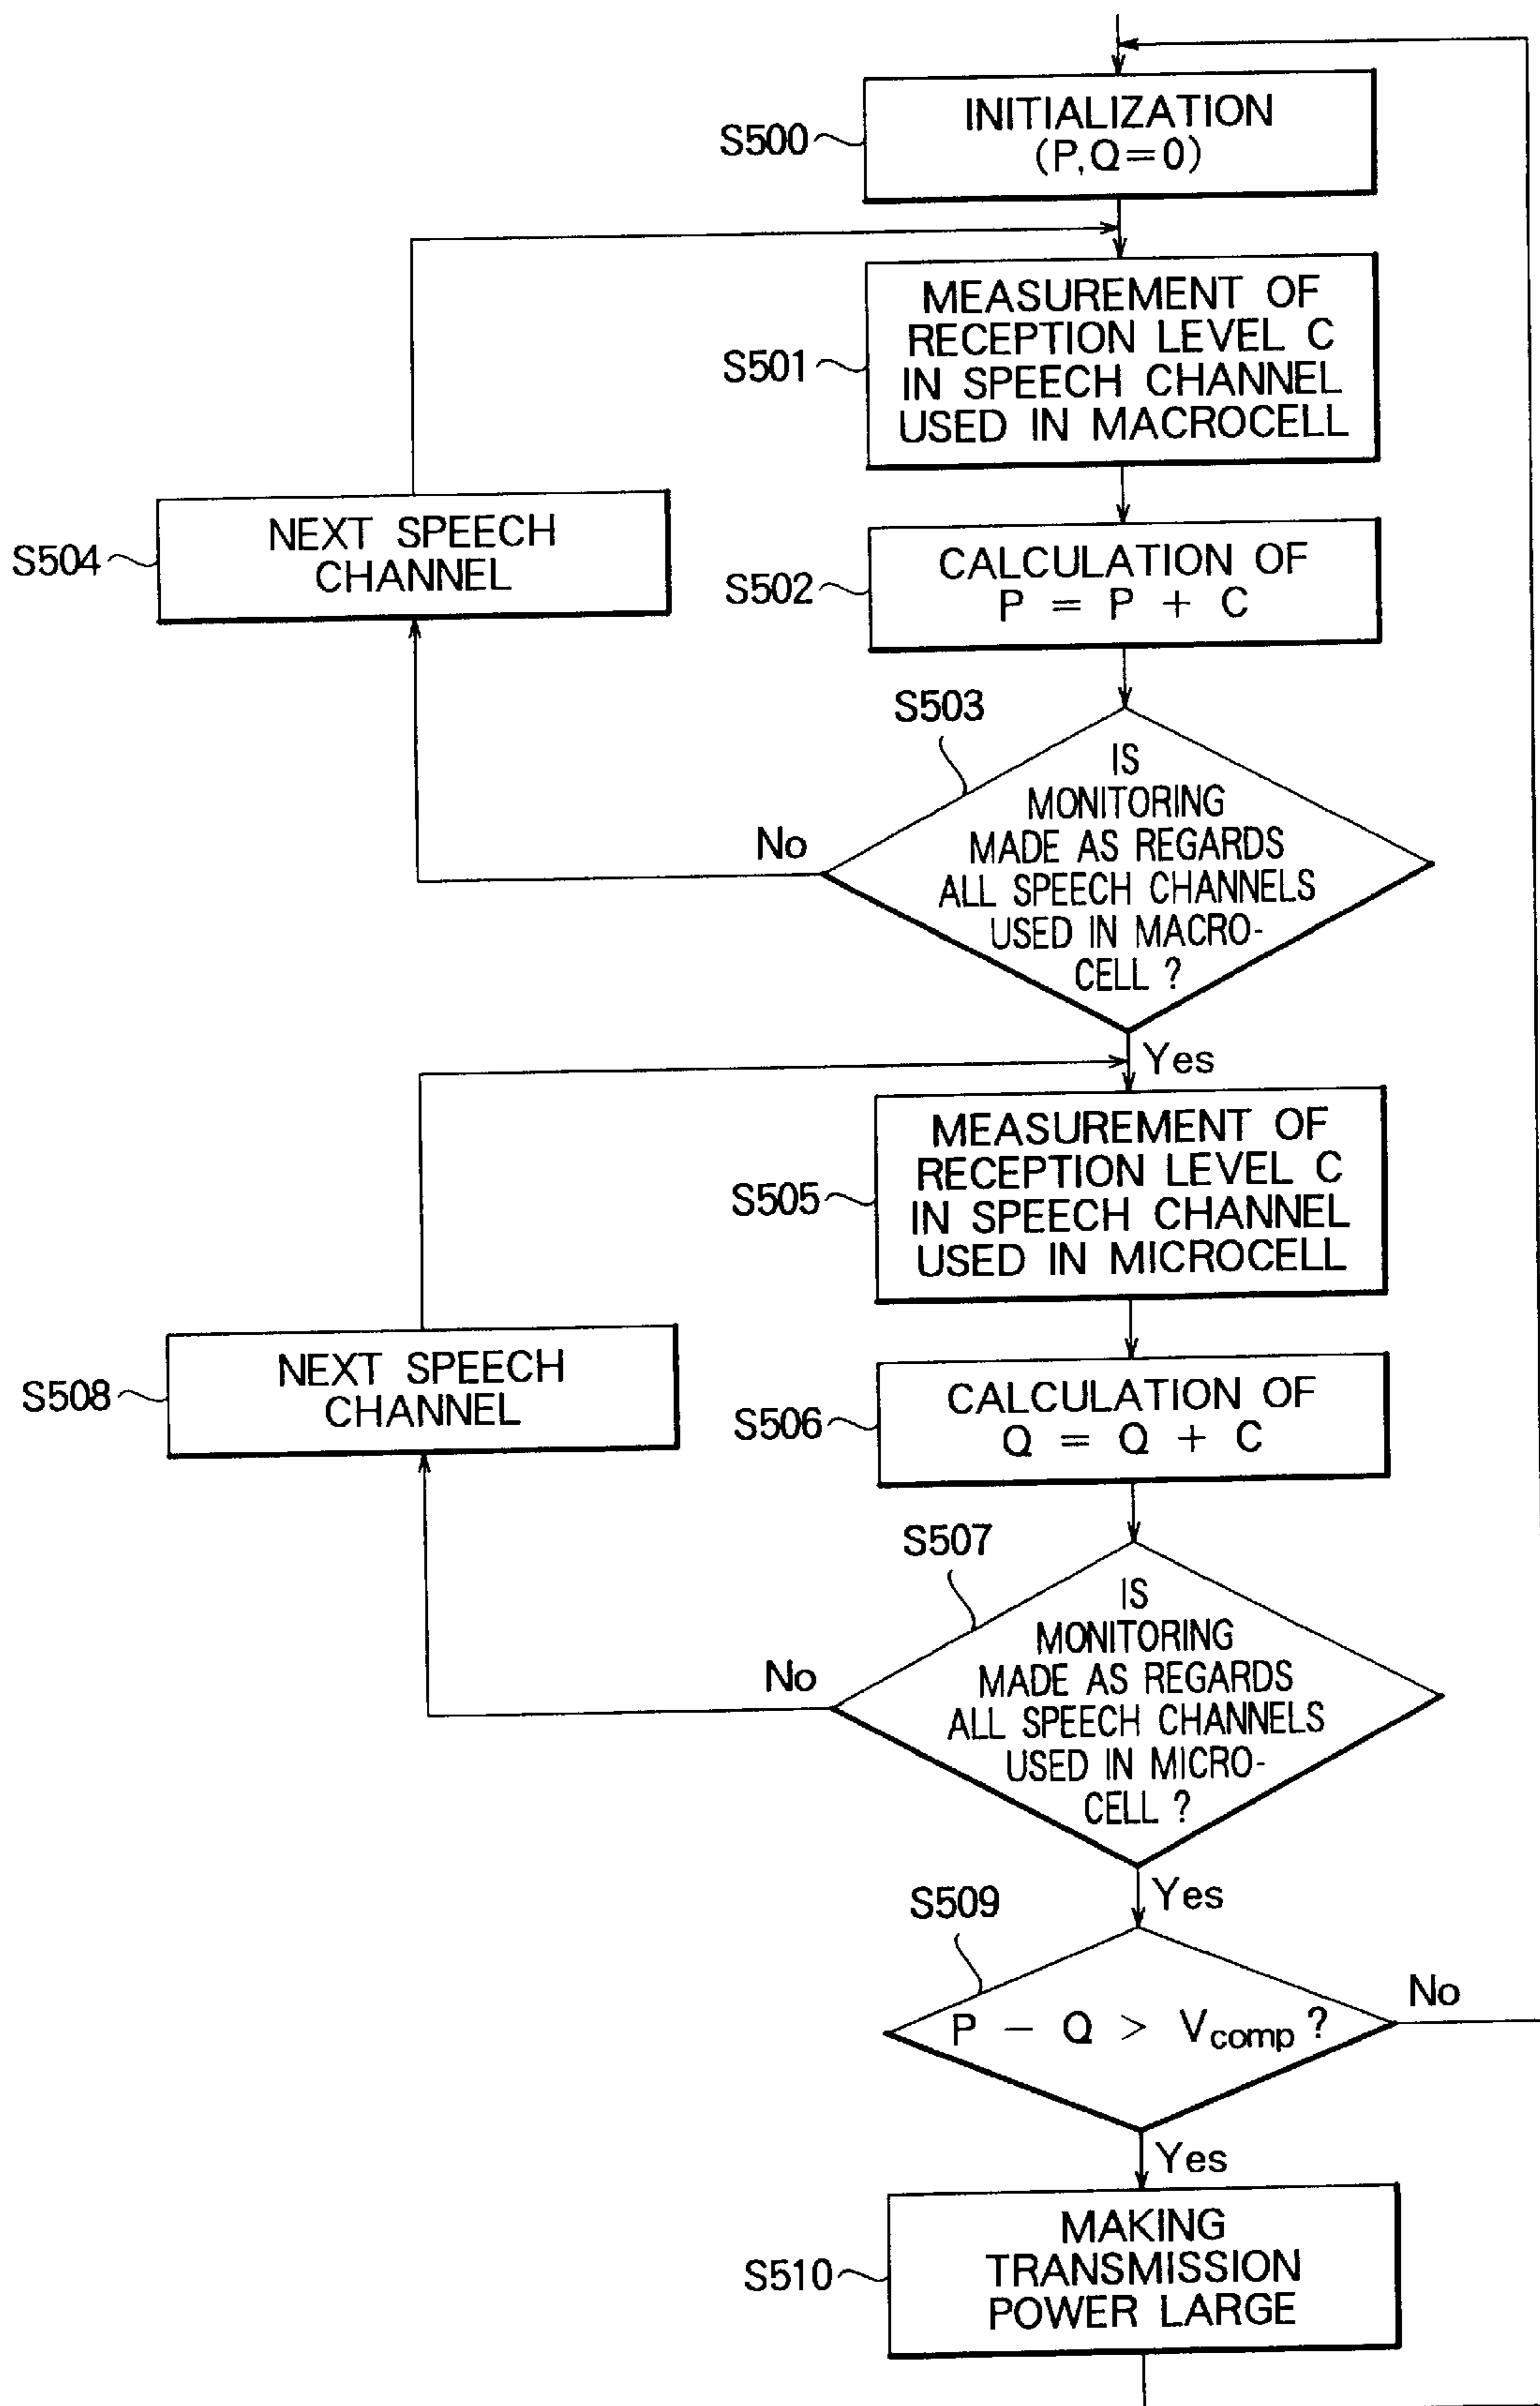 S500
INITIALIZATION
(P,Q=0)
S501
MEASUREMENT OF
RECEPTION LEVEL C
IN SPEECH CHANNEL
USED IN MACROCELL
S504
NEXT SPEECH
CHANNEL
S502
CALCULATION OF
P = P + C
S503
IS
MONITORING
MADE AS REGARDS
ALL SPEECH CHANNELS
USED IN MACRO-
CELL ?
No
Yes
S505
MEASUREMENT OF
RECEPTION LEVEL C
IN SPEECH CHANNEL
USED IN MICROCELL
S508
NEXT SPEECH
CHANNEL
S506
CALCULATION OF
Q = Q + C
S507
IS
MONITORING
MADE AS REGARDS
ALL SPEECH CHANNELS
USED IN MICRO-
CELL ?
No
Yes
S509
P - Q > Vcomp ?
No
Yes
S510
MAKING
TRANSMISSION
POWER LARGE